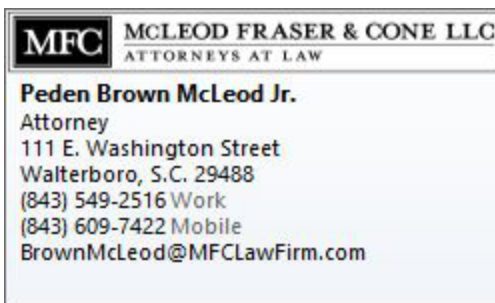 MFC
MCLEOD FRASER & CONE LLC
ATTORNEYS AT LAW
Peden Brown McLeod Jr.
Attorney
111 E. Washington Street
Walterboro, S.C. 29488
(843) 549-2516 Work
(843) 609-7422 Mobile
BrownMcLeod@MFCLawFirm.com